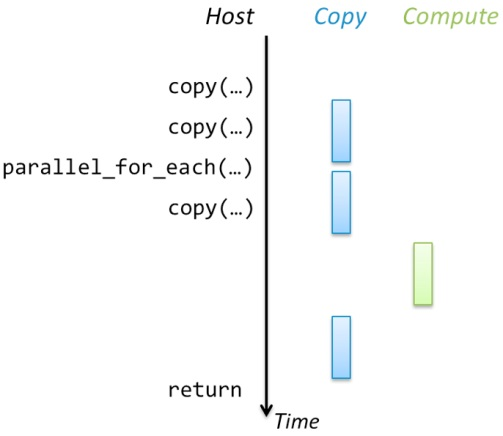 Host Copy Compute
copy(…)
copy(…)
parallel_for_each(…)
copy(…)
return
Time